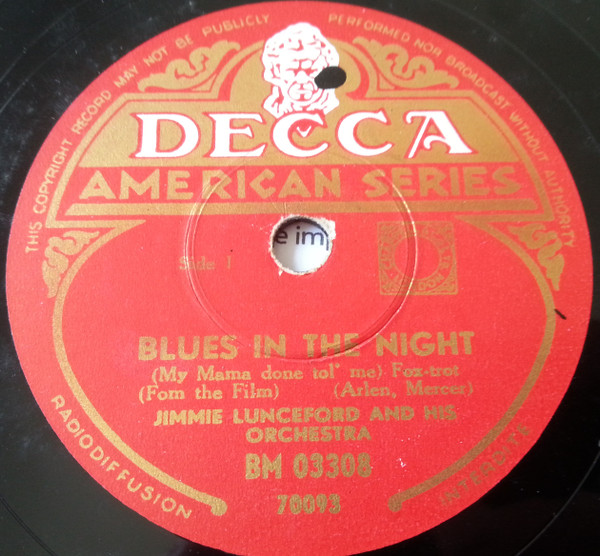 THIS COPYRIGHT RECORD MAY NOT BE PUBLICLY PERFORMED NOR BROADCAST WITHOUT AUTHORITY
DECCA
AMERICAN SERIES
e im
Side 1
BLUES IN THE NIGHT
(My Mama done tol' me) Fox-trot
(Fom the Film) (Arlen, Mercer)
JIMMIE LUNCEFORD AND HIS
ORCHESTRA
BM 03308
70093
RADIODIFFUSION INTERDITE